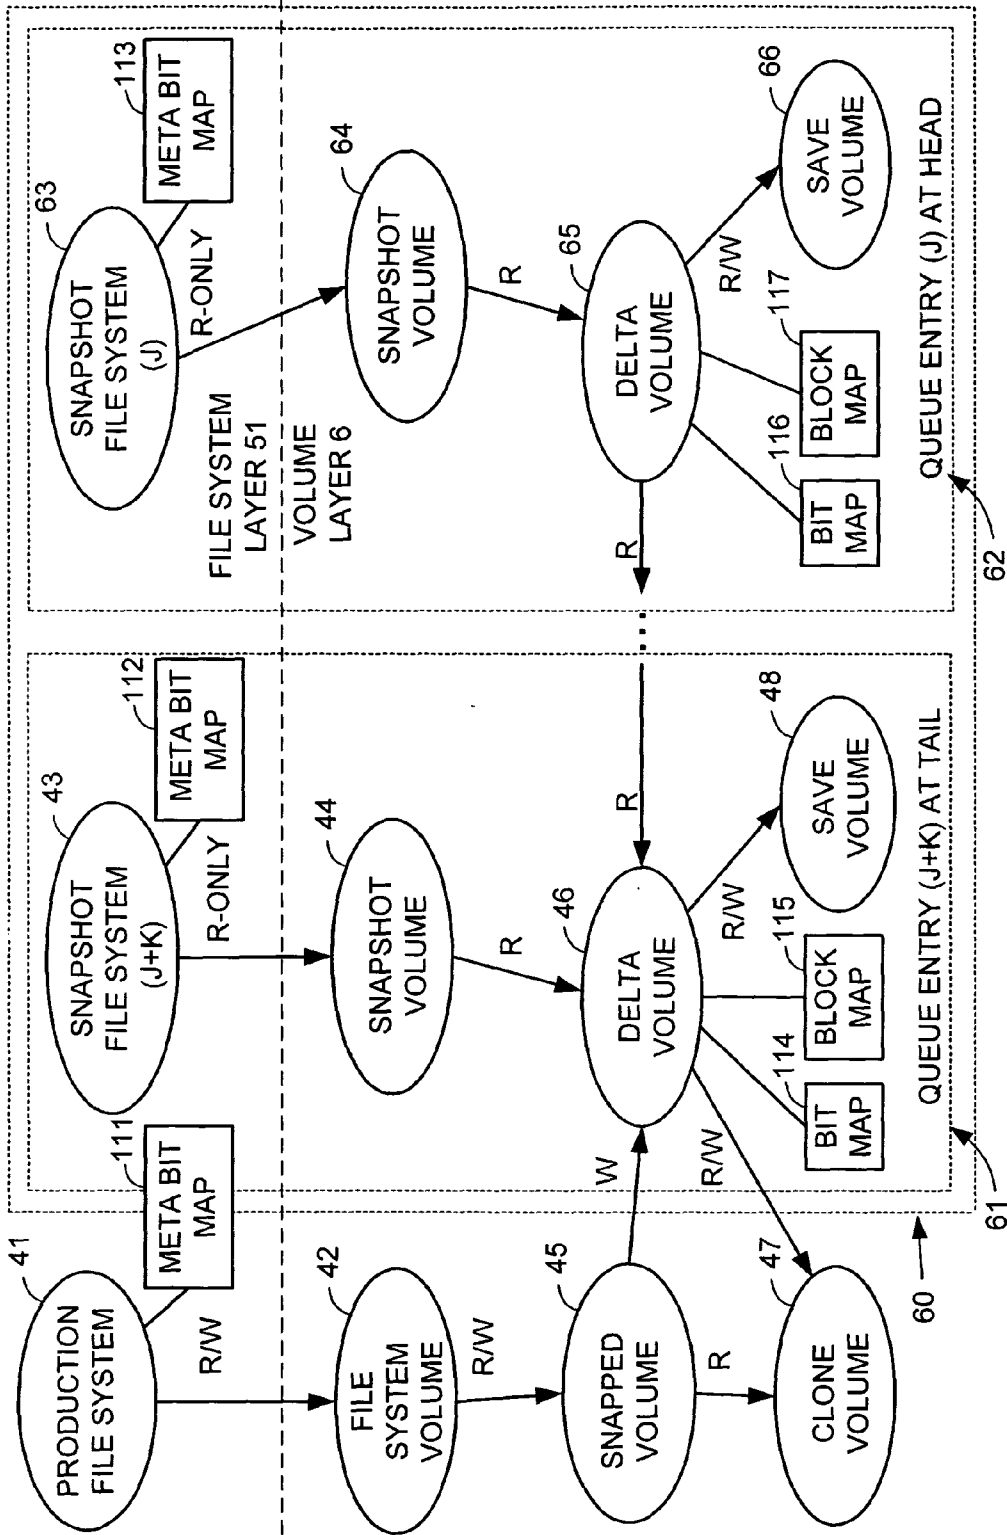 41
PRODUCTION
FILE SYSTEM
R/W
111
META BIT
MAP
43
SNAPSHOT
FILE SYSTEM
(J+K)
R-ONLY
112
META BIT
MAP
63
SNAPSHOT
FILE SYSTEM
(J)
R-ONLY
113
META BIT
MAP
FILE SYSTEM
LAYER 51
VOLUME
LAYER 6
42
FILE
SYSTEM
VOLUME
R/W
44
SNAPSHOT
VOLUME
R
64
SNAPSHOT
VOLUME
R
45
SNAPPED
VOLUME
W
R
46
DELTA
VOLUME
R/W
R/W
R
R
65
DELTA
VOLUME
R/W
47
CLONE
VOLUME
114
BIT
MAP
115
BLOCK
MAP
48
SAVE
VOLUME
116
BIT
MAP
117
BLOCK
MAP
66
SAVE
VOLUME
QUEUE ENTRY (J+K) AT TAIL
QUEUE ENTRY (J) AT HEAD
60
61
62